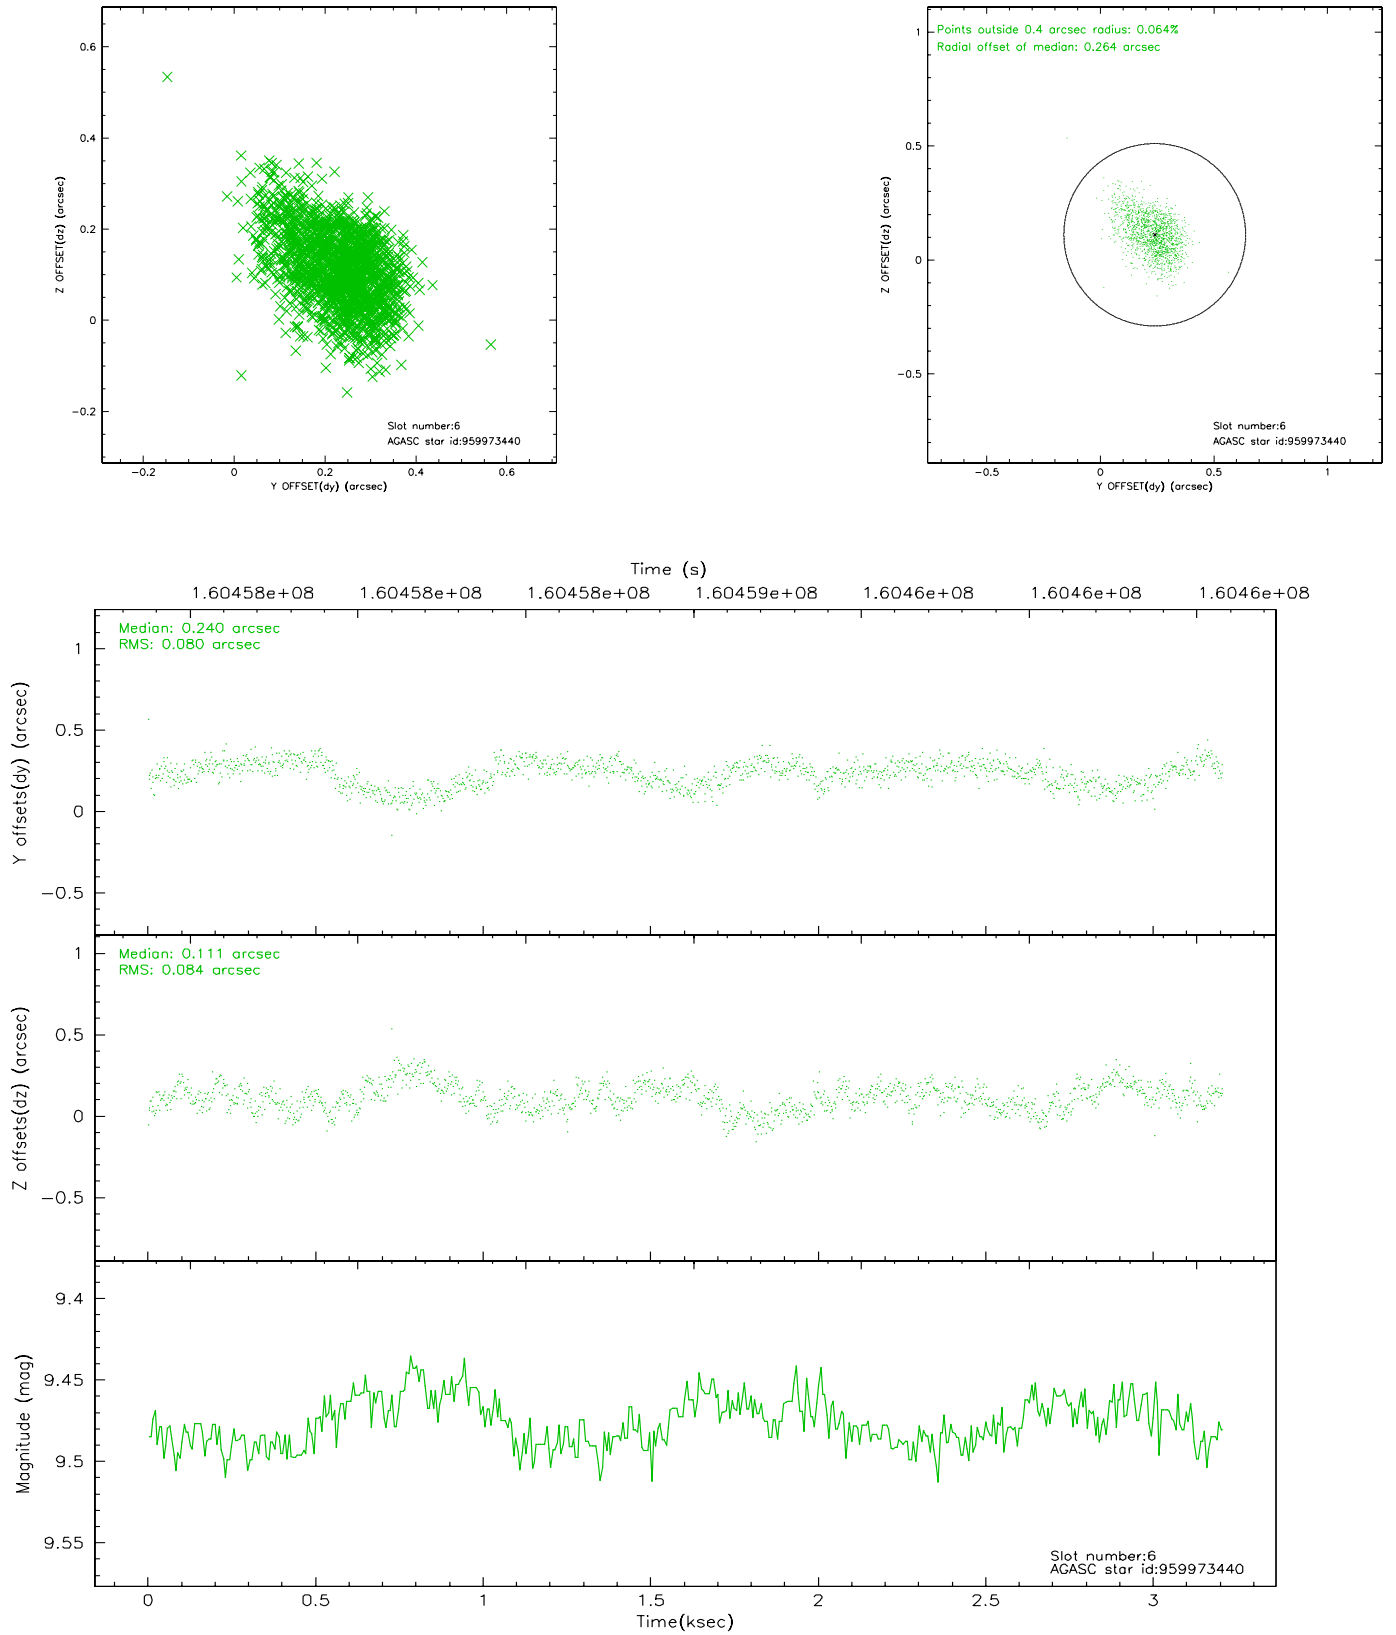 0.6
0.4
0.2
0
−0.2
Z OFFSET(dz) (arcsec)
Slot number:6
AGASC star id:959973440
−0.2 0 0.2 0.4 0.6
Y OFFSET(dy) (arcsec)
Points outside 0.4 arcsec radius: 0.064%
Radial offset of median: 0.264 arcsec
1
0.5
0
−0.5
Z OFFSET(dz) (arcsec)
Slot number:6
AGASC star id:959973440
−0.5 0 0.5 1
Y OFFSET(dy) (arcsec)
Time (s)
1.60458e+08 1.60458e+08 1.60458e+08 1.60459e+08 1.6046e+08 1.6046e+08 1.6046e+08
Median: 0.240 arcsec
RMS: 0.080 arcsec
1
0.5
0
−0.5
Y offsets(dy) (arcsec)
Median: 0.111 arcsec
RMS: 0.084 arcsec
1
0.5
0
−0.5
Z offsets(dz) (arcsec)
9.4
9.45
9.5
9.55
Magnitude (mag)
Slot number:6
AGASC star id:959973440
0 0.5 1 1.5 2 2.5 3
Time(ksec)